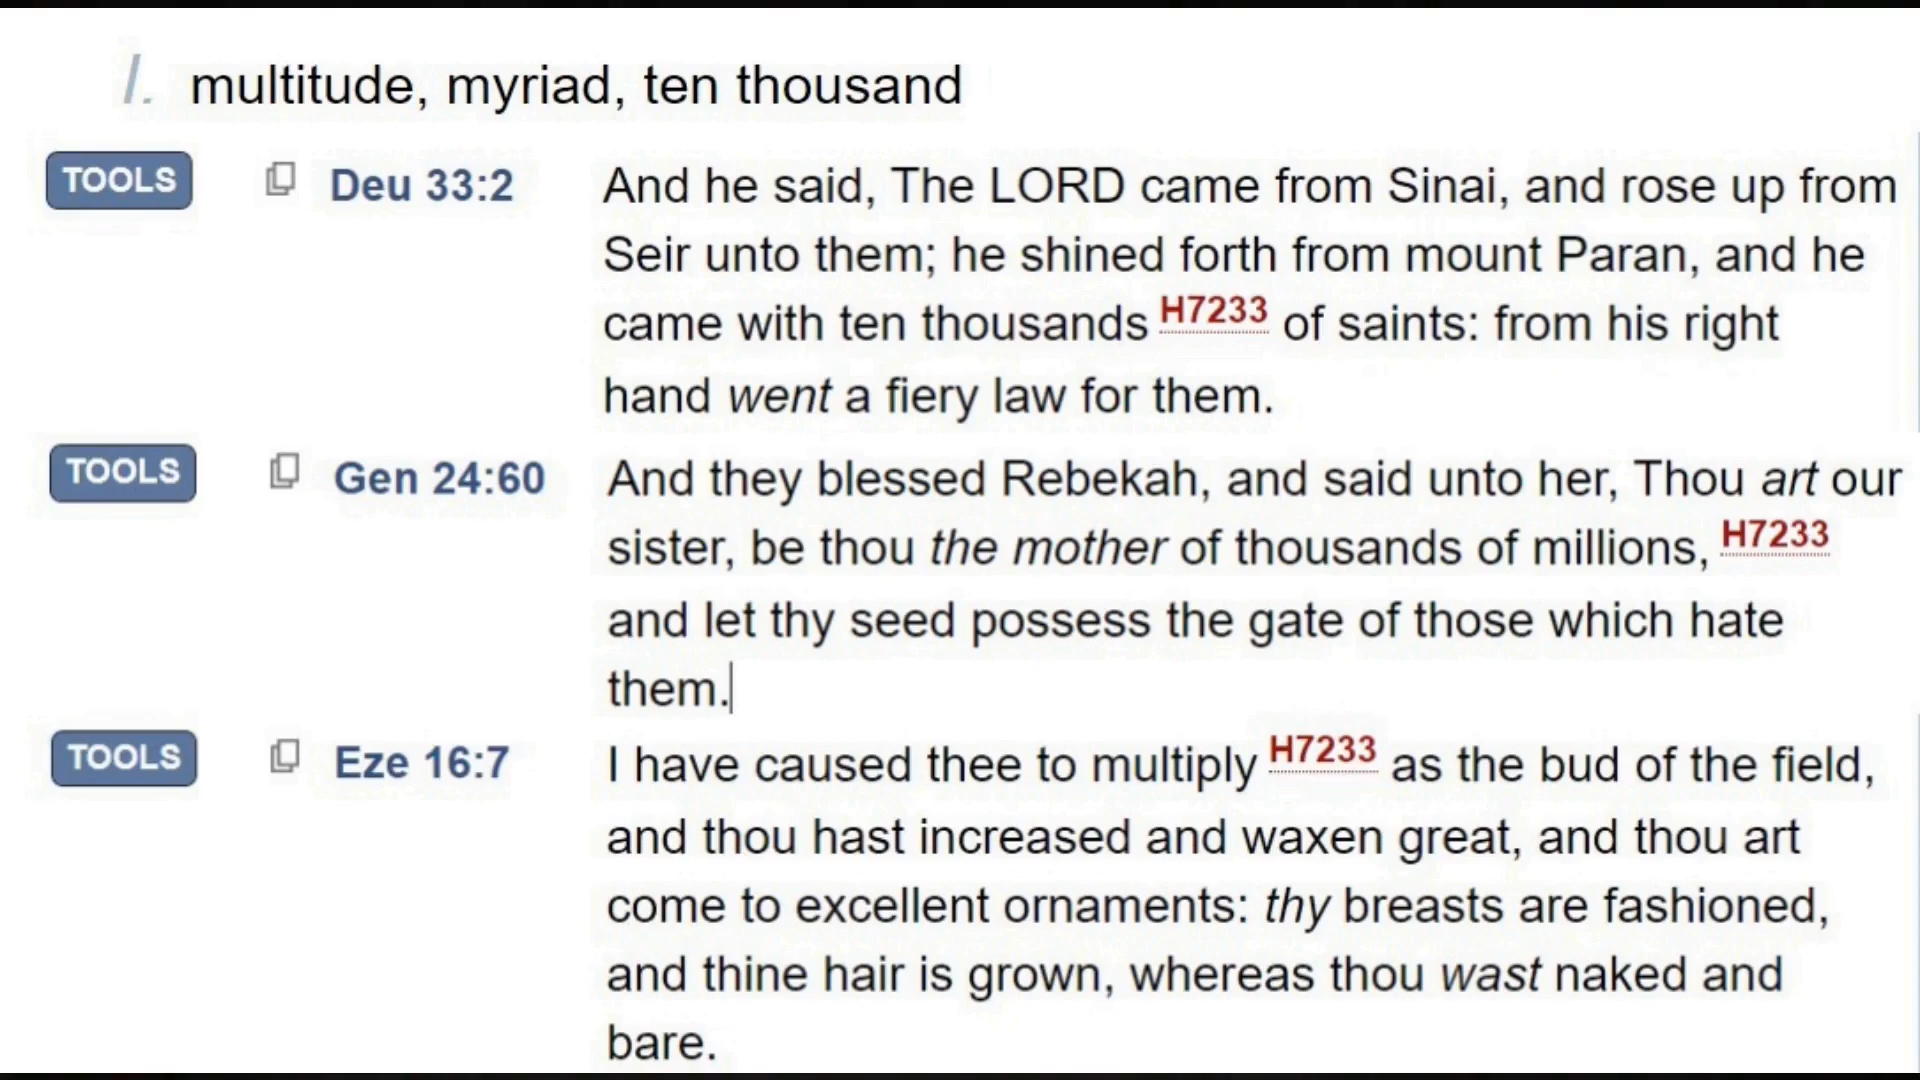 I. multitude, myriad, ten thousand
TOOLS Deu 33:2 And he said, The LORD came from Sinai, and rose up from
Seir unto them; he shined forth from mount Paran, and he
came with ten thousands H7233 of saints: from his right
hand went a fiery law for them.
TOOLS Gen 24:60 And they blessed Rebekah, and said unto her, Thou art our
sister, be thou the mother of thousands of millions, H7233
and let thy seed possess the gate of those which hate
them.
TOOLS Eze 16:7 I have caused thee to multiply H7233 as the bud of the field,
and thou hast increased and waxen great, and thou art
come to excellent ornaments: thy breasts are fashioned,
and thine hair is grown, whereas thou wast naked and
bare.